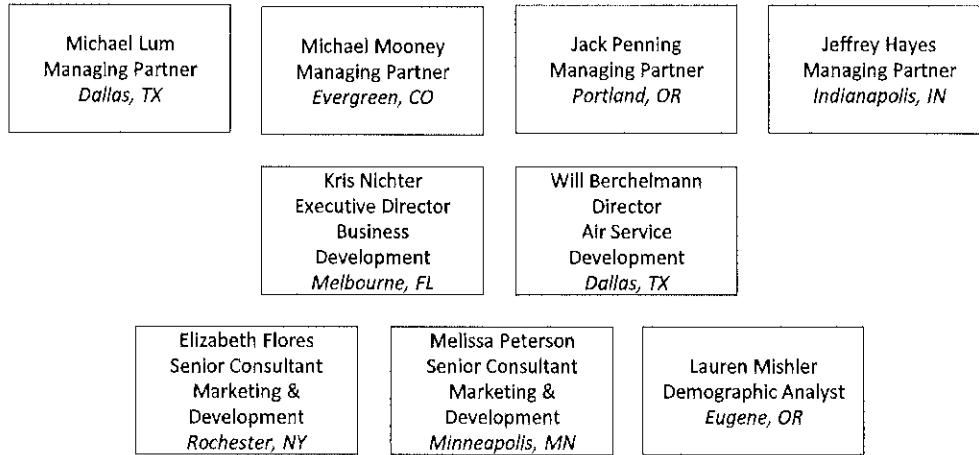 Michael Lum
Managing Partner
Dallas, TX
Michael Mooney
Managing Partner
Evergreen, CO
Jack Penning
Managing Partner
Portland, OR
Jeffrey Hayes
Managing Partner
Indianapolis, IN
Kris Nichter
Executive Director
Business
Development
Melbourne, FL
Will Berchelmann
Director
Air Service
Development
Dallas, TX
Elizabeth Flores
Senior Consultant
Marketing &
Development
Rochester, NY
Melissa Peterson
Senior Consultant
Marketing &
Development
Minneapolis, MN
Lauren Mishler
Demographic Analyst
Eugene, OR